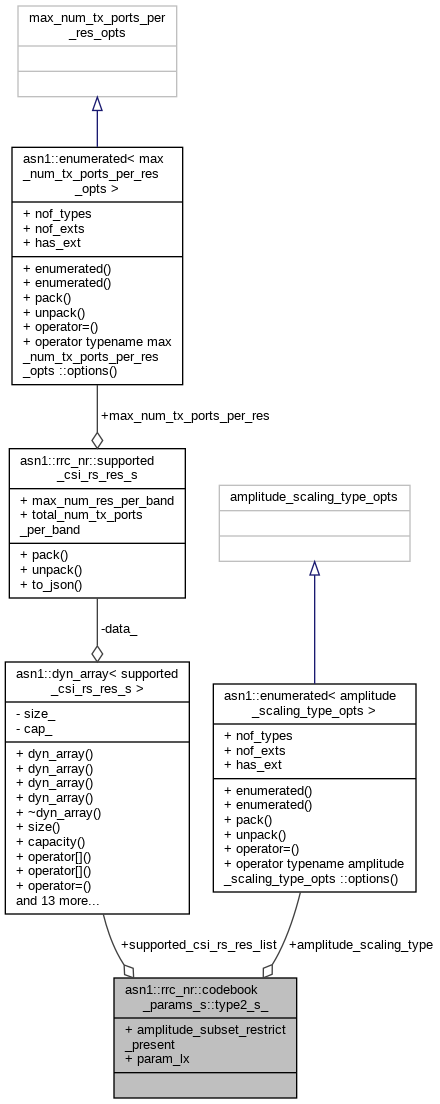 max_num_tx_ports_per
_res_opts
asn1::enumerated< max
_num_tx_ports_per_res
_opts >
+ nof_types
+ nof_exts
+ has_ext
+ enumerated()
+ enumerated()
+ pack()
+ unpack()
+ operator=()
+ operator typename max
_num_tx_ports_per_res
_opts ::options()
+max_num_tx_ports_per_res
asn1::rrc_nr::supported
_csi_rs_res_s
+ max_num_res_per_band
+ total_num_tx_ports
_per_band
+ pack()
+ unpack()
+ to_json()
-data_
asn1::dyn_array< supported
_csi_rs_res_s >
- size_
- cap_
+ dyn_array()
+ dyn_array()
+ dyn_array()
+ dyn_array()
+ ~dyn_array()
+ size()
+ capacity()
+ operator[]()
+ operator[]()
+ operator=()
and 13 more...
+supported_csi_rs_res_list
amplitude_scaling_type_opts
asn1::enumerated< amplitude
_scaling_type_opts >
+ nof_types
+ nof_exts
+ has_ext
+ enumerated()
+ enumerated()
+ pack()
+ unpack()
+ operator=()
+ operator typename amplitude
_scaling_type_opts ::options()
+amplitude_scaling_type
asn1::rrc_nr::codebook
_params_s::type2_s_
+ amplitude_subset_restrict
_present
+ param_lx